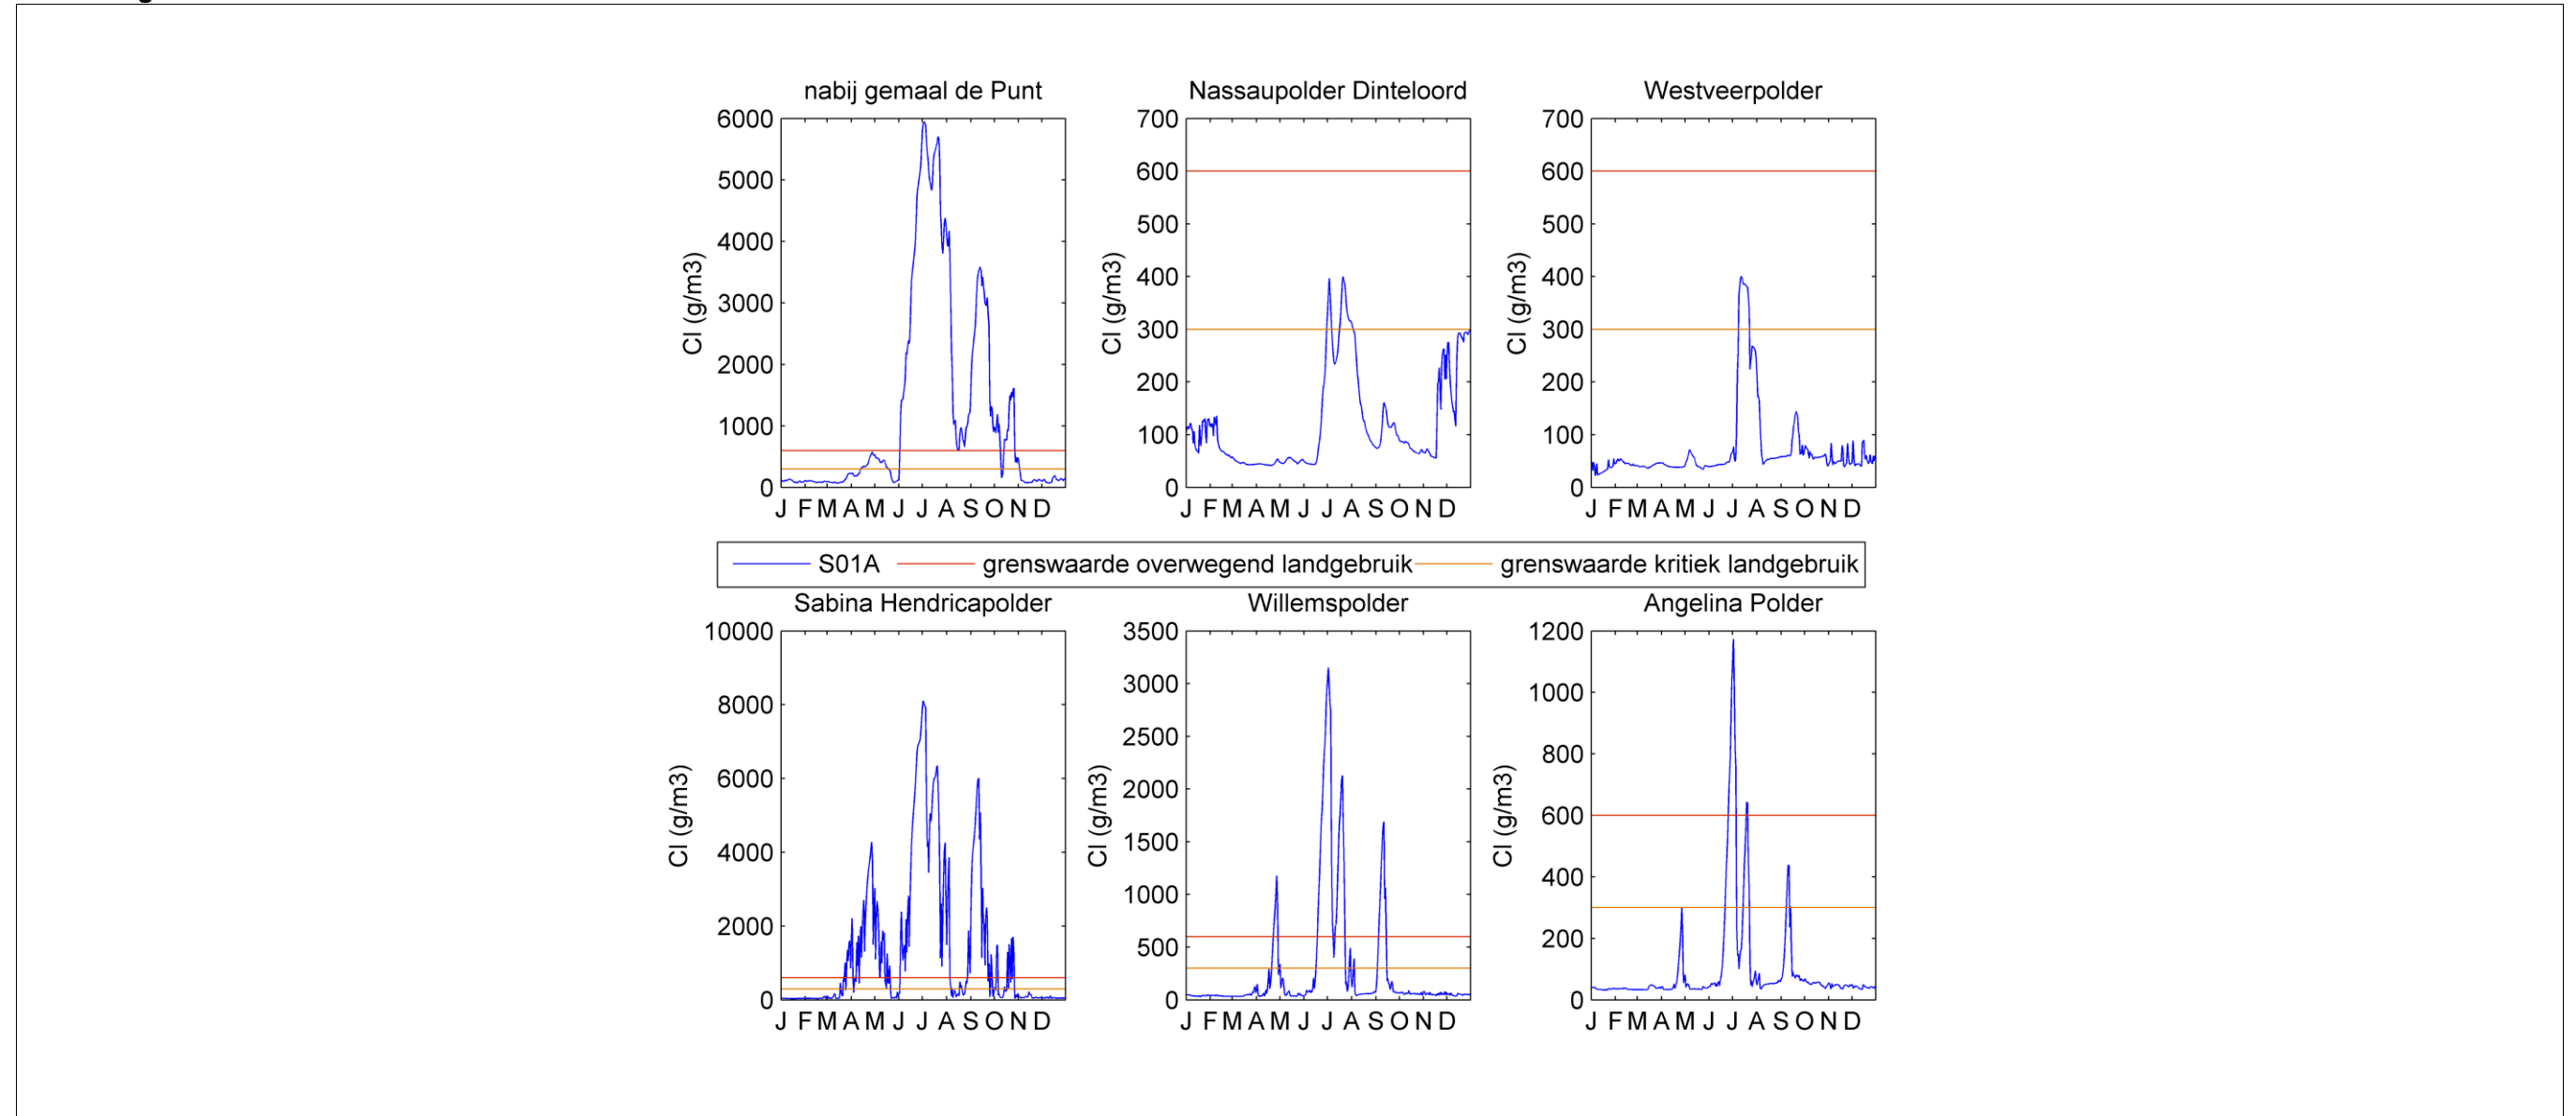 nabij gemaal de Punt
Nassaupolder Dinteloord
Westveerpolder
6000
5000
4000
3000
2000
1000
0
Cl (g/m3)
J F M A M J J A S O N D
700
600
500
400
300
200
100
0
Cl (g/m3)
J F M A M J J A S O N D
700
600
500
400
300
200
100
0
Cl (g/m3)
J F M A M J J A S O N D
S01A grenswaarde overwegend landgebruik grenswaarde kritiek landgebruik
Sabina Hendricapolder
Willemspolder
Angelina Polder
10000
8000
6000
4000
2000
0
Cl (g/m3)
J F M A M J J A S O N D
3500
3000
2500
2000
1500
1000
500
0
Cl (g/m3)
J F M A M J J A S O N D
1200
1000
800
600
400
200
0
Cl (g/m3)
J F M A M J J A S O N D